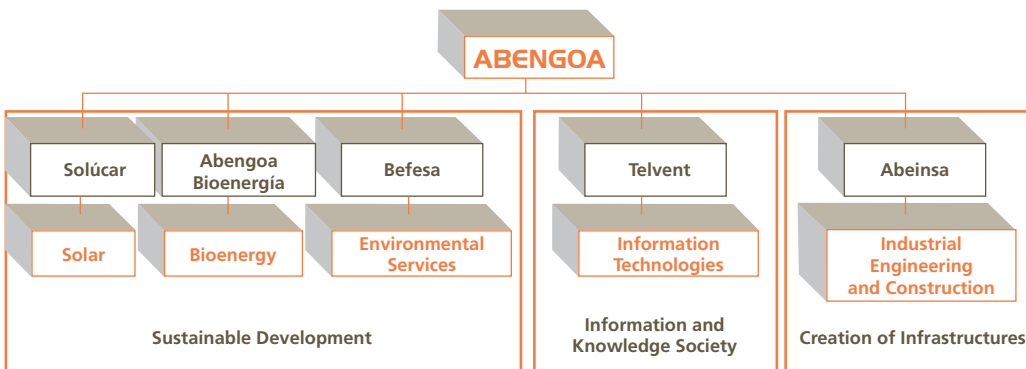 ABENGOA
Solúcar
Abengoa
Bioenergía
Befesa
Telvent
Abeinsa
Solar
Bioenergy
Environmental
Services
Information
Technologies
Industrial
Engineering
and Construction
Sustainable Development
Information and
Knowledge Society
Creation of Infrastructures